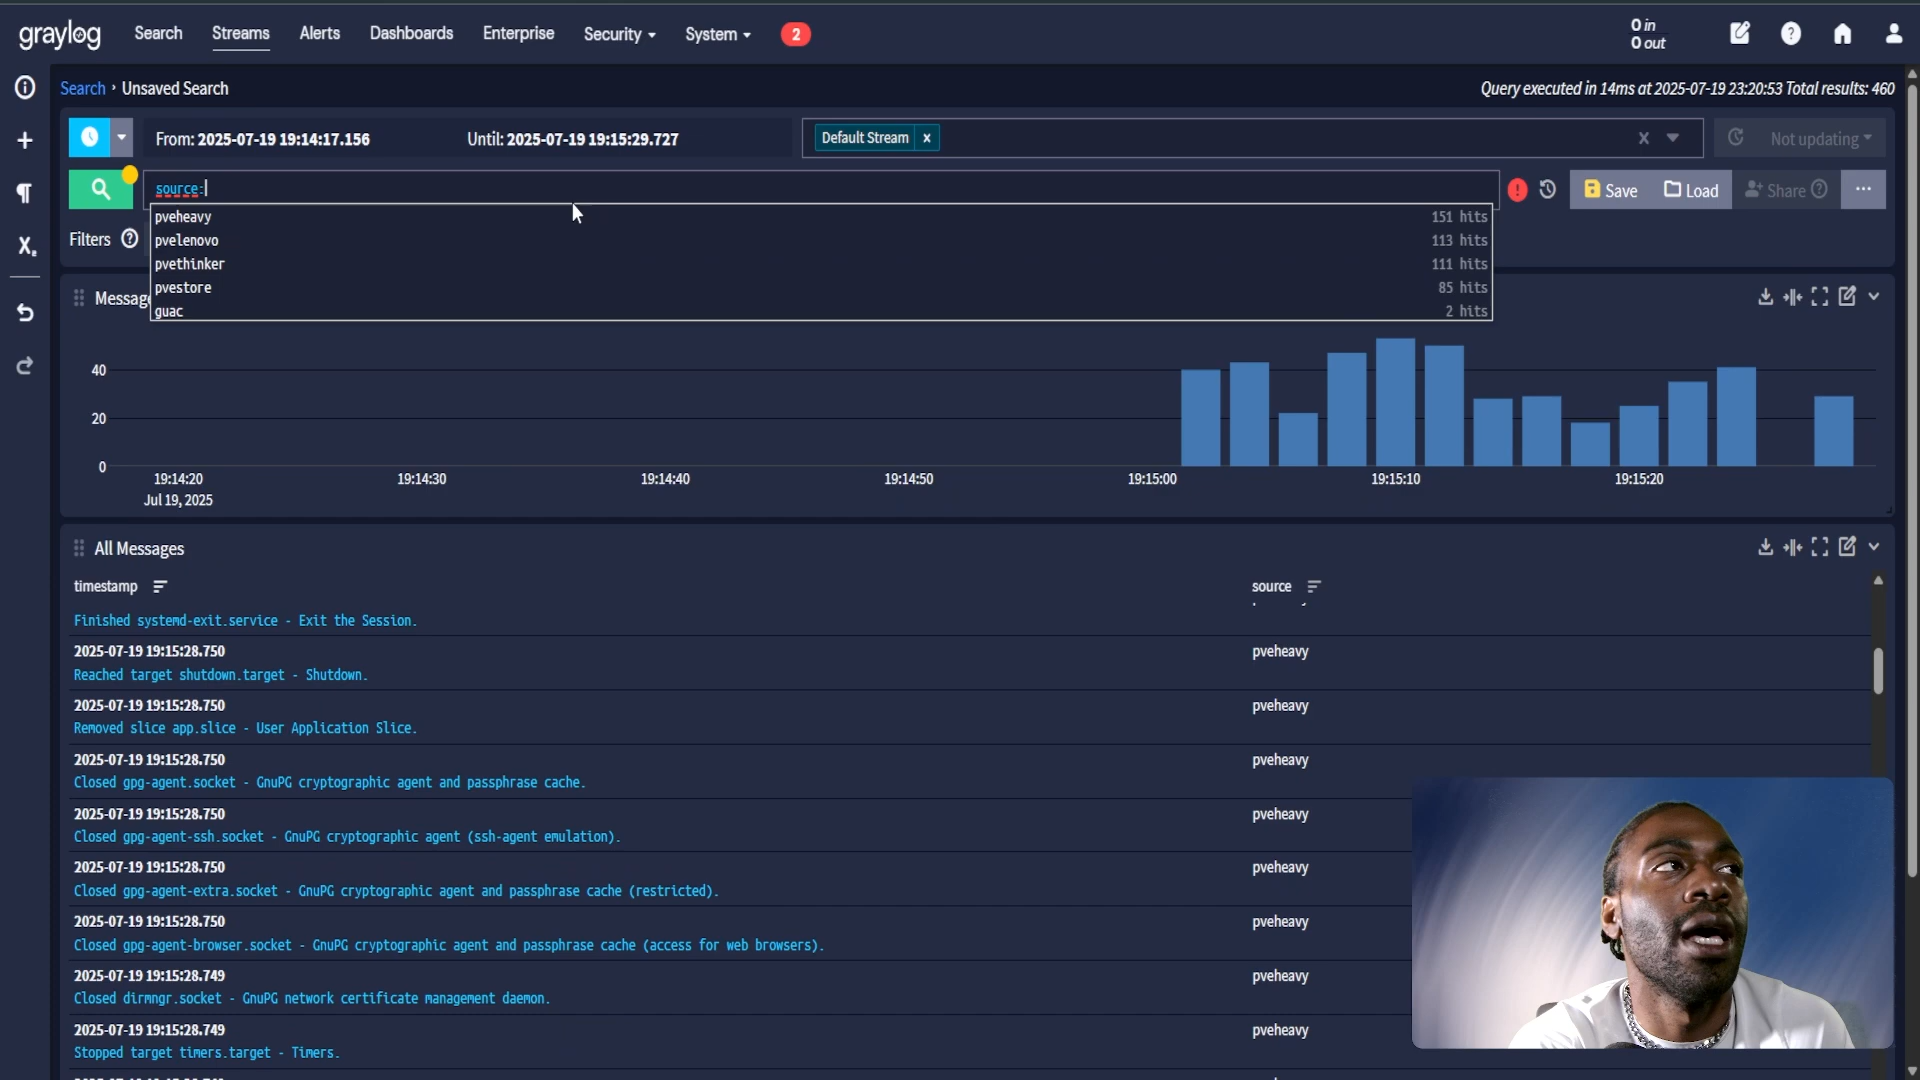 graylog
Search
Streams
Alerts
Dashboards
Enterprise
Security
System
2
0 in
0 out
Search › Unsaved Search
Query executed in 14ms at 2025-07-19 23:20:53 Total results: 460
From: 2025-07-19 19:14:17.156
Until: 2025-07-19 19:15:29.727
Default Stream x
Not updating
source:
Save
Load
Share
Filters
pveheavy 151 hits
pvelenovo 113 hits
pvethinker 111 hits
pvestore 85 hits
guac 2 hits
Messag
40
20
0
19:14:20
19:14:30
19:14:40
19:14:50
19:15:00
19:15:10
19:15:20
Jul 19, 2025
All Messages
timestamp
source
Finished systemd-exit.service - Exit the Session.
2025-07-19 19:15:28.750 pveheavy
Reached target shutdown.target - Shutdown.
2025-07-19 19:15:28.750 pveheavy
Removed slice app.slice - User Application Slice.
2025-07-19 19:15:28.750 pveheavy
Closed gpg-agent.socket - GnuPG cryptographic agent and passphrase cache.
2025-07-19 19:15:28.750 pveheavy
Closed gpg-agent-ssh.socket - GnuPG cryptographic agent (ssh-agent emulation).
2025-07-19 19:15:28.750 pveheavy
Closed gpg-agent-extra.socket - GnuPG cryptographic agent and passphrase cache (restricted).
2025-07-19 19:15:28.750 pveheavy
Closed gpg-agent-browser.socket - GnuPG cryptographic agent and passphrase cache (access for web browsers).
2025-07-19 19:15:28.749 pveheavy
Closed dirmngr.socket - GnuPG network certificate management daemon.
2025-07-19 19:15:28.749 pveheavy
Stopped target timers.target - Timers.